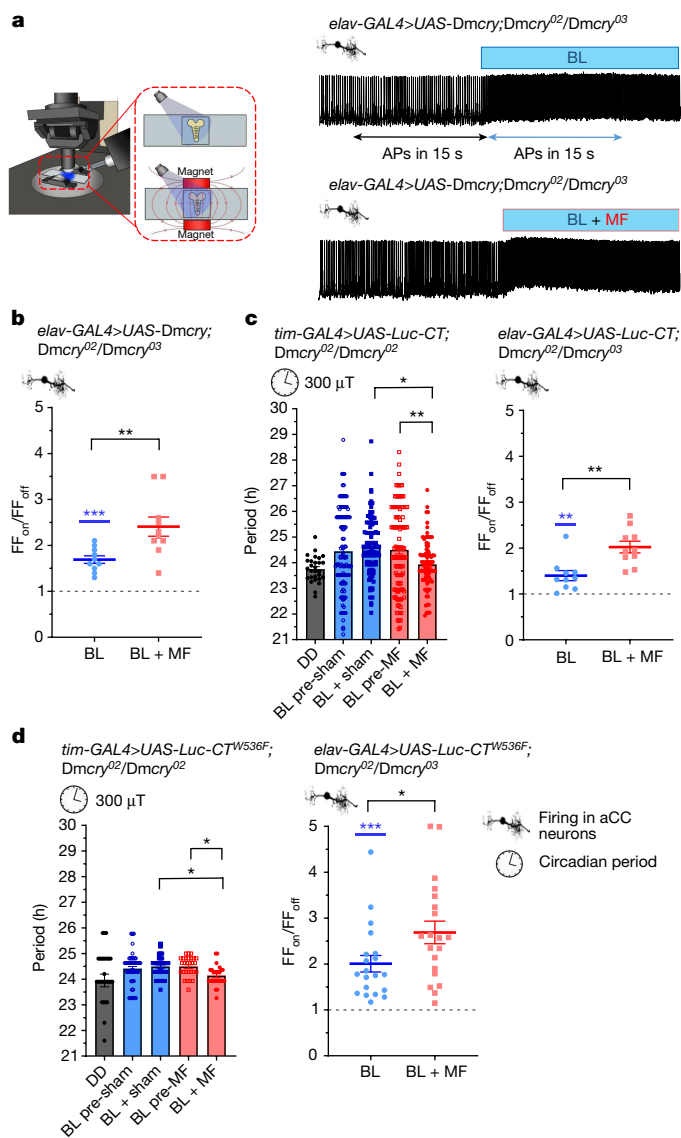 a
elav-GAL4>UAS-Dmcry;Dmcry⁰²/Dmcry⁰³
BL
APs in 15 s
APs in 15 s
Magnet
Magnet
elav-GAL4>UAS-Dmcry;Dmcry⁰²/Dmcry⁰³
BL + MF
b
elav-GAL4>UAS-Dmcry;
Dmcry⁰²/Dmcry⁰³
5
4
3
2
1
0
FFon/FFoff
**
***
BL
BL + MF
c
tim-GAL4>UAS-Luc-CT;
Dmcry⁰²/Dmcry⁰²
300 μT
30
29
28
27
26
25
24
23
22
21
Period (h)
*
**
DD
BL pre-sham
BL + sham
BL pre-MF
BL + MF
elav-GAL4>UAS-Luc-CT;
Dmcry⁰²/Dmcry⁰³
5
4
3
2
1
0
FFon/FFoff
**
**
BL
BL + MF
d
tim-GAL4>UAS-Luc-CTᵂ⁵³⁶ᶠ;
Dmcry⁰²/Dmcry⁰²
300 μT
30
29
28
27
26
25
24
23
22
21
Period (h)
*
*
DD
BL pre-sham
BL + sham
BL pre-MF
BL + MF
elav-GAL4>UAS-Luc-CTᵂ⁵³⁶ᶠ;
Dmcry⁰²/Dmcry⁰³
5
4
3
2
1
0
FFon/FFoff
*
***
BL
BL + MF
Firing in aCC
neurons
Circadian period